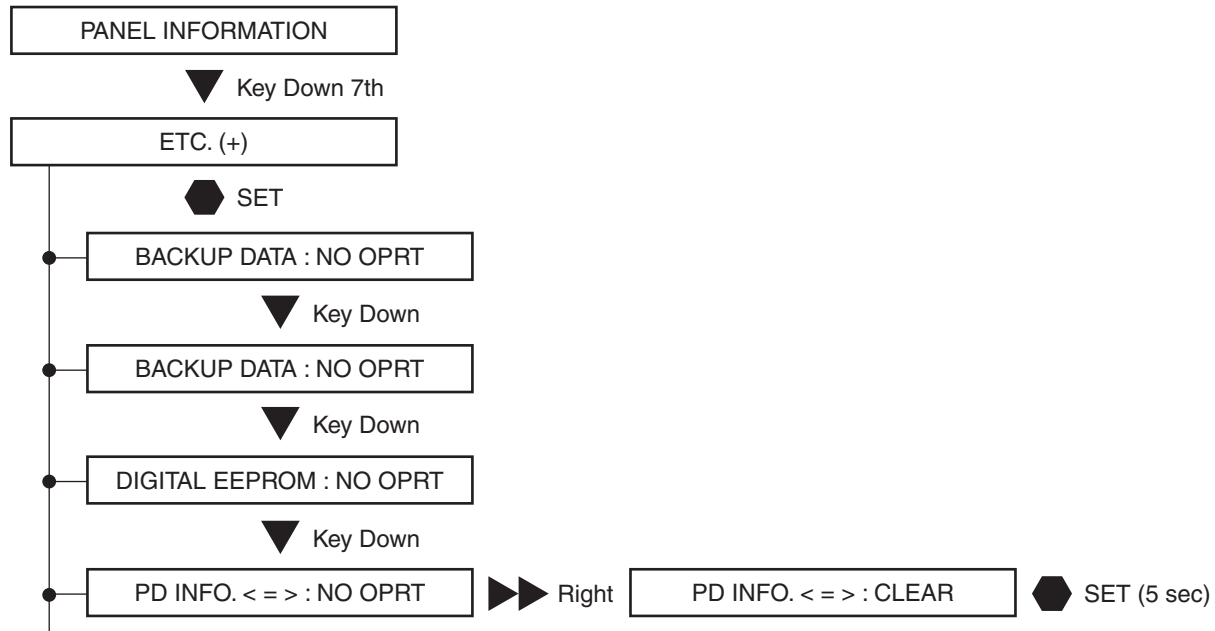 PANEL INFORMATION
Key Down 7th
ETC. (+)
SET
BACKUP DATA : NO OPRT
Key Down
BACKUP DATA : NO OPRT
Key Down
DIGITAL EEPROM : NO OPRT
Key Down
PD INFO. < = > : NO OPRT Right PD INFO. < = > : CLEAR SET (5 sec)